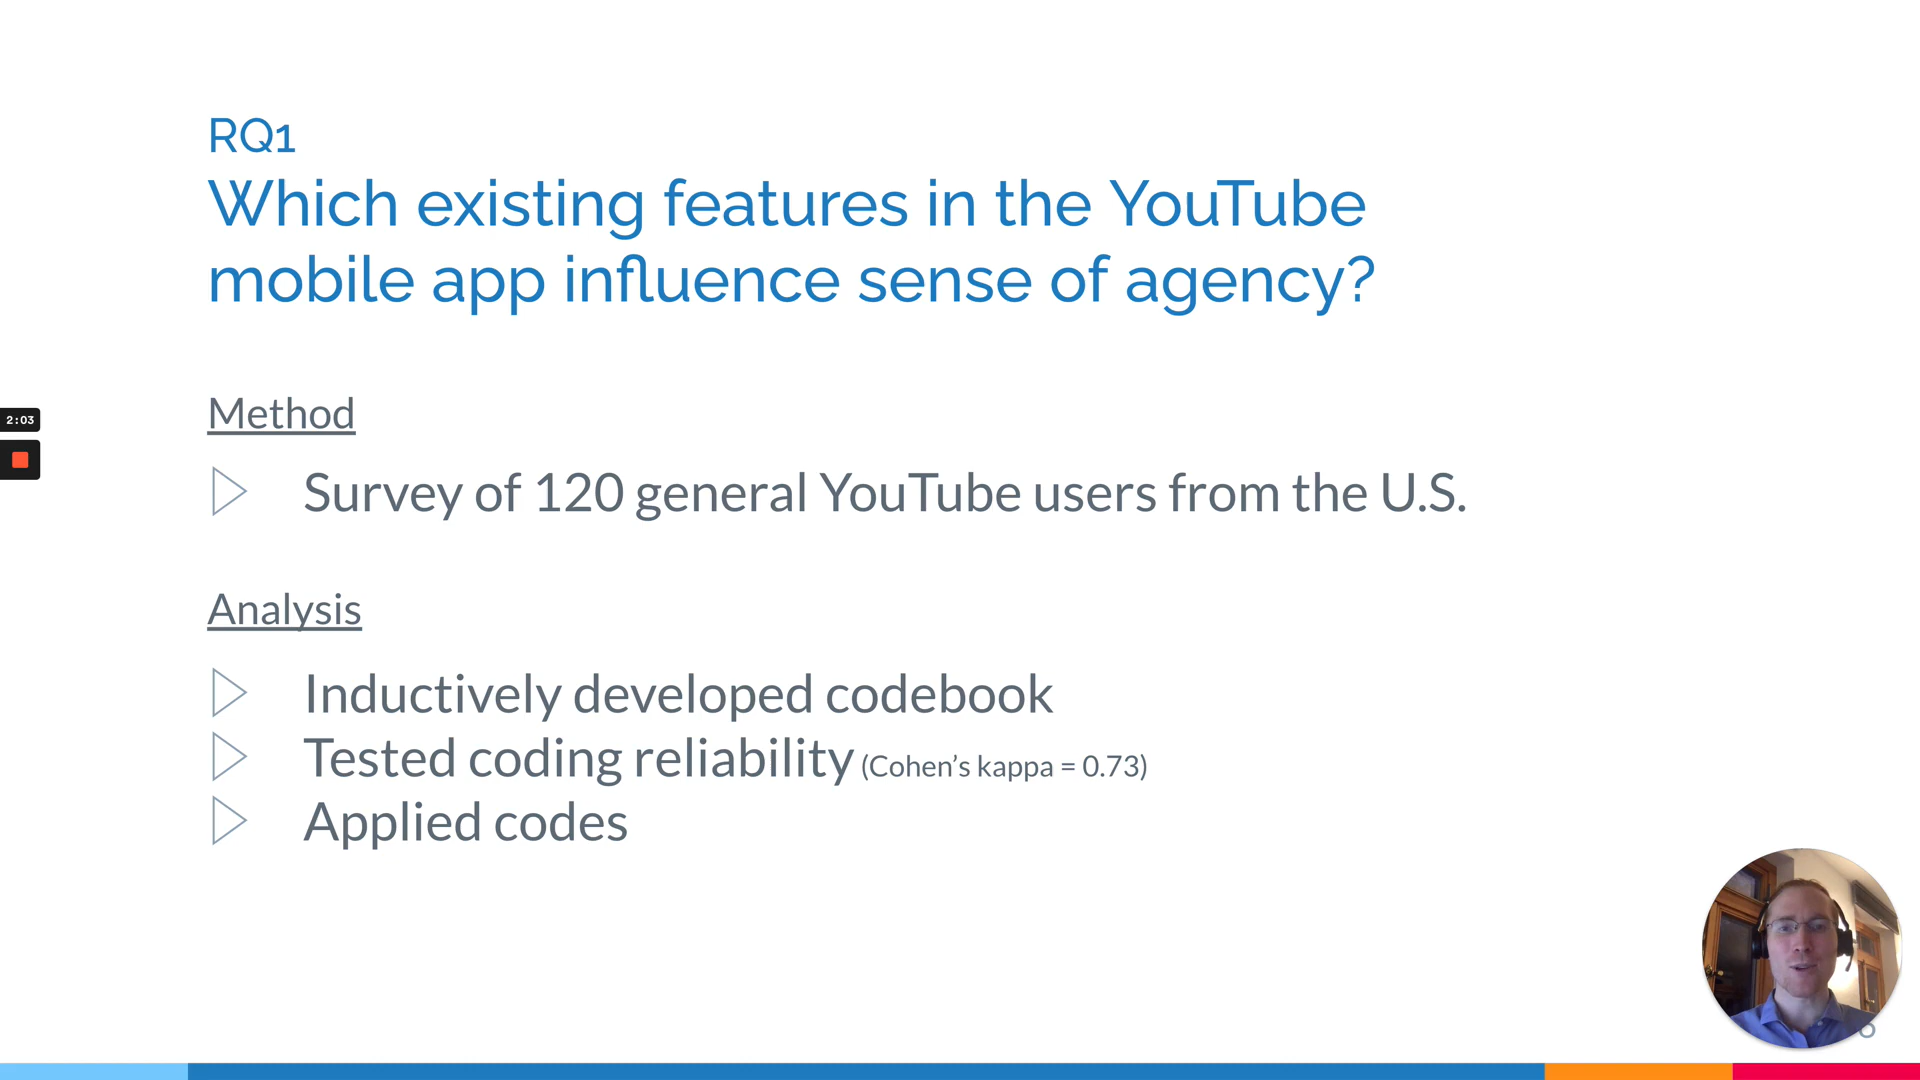 RQ1
Which existing features in the YouTube
mobile app influence sense of agency?
Method
Survey of 120 general YouTube users from the U.S.
Analysis
Inductively developed codebook
Tested coding reliability (Cohen’s kappa = 0.73)
Applied codes
2:03